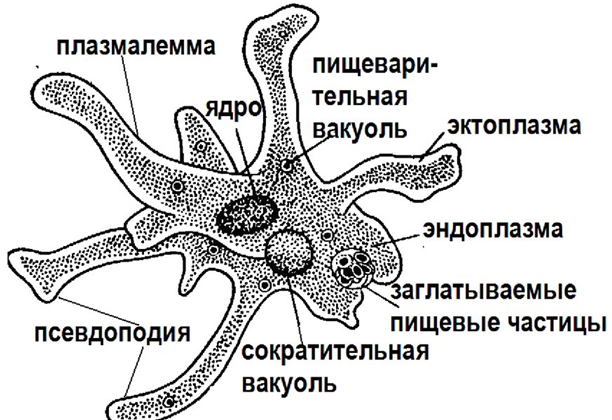 плазмалемма
пищевари-
тельная
вакуоль
ядро
эктоплазма
эндоплазма
заглатываемые
пищевые частицы
псевдоподия
сократительная
вакуоль